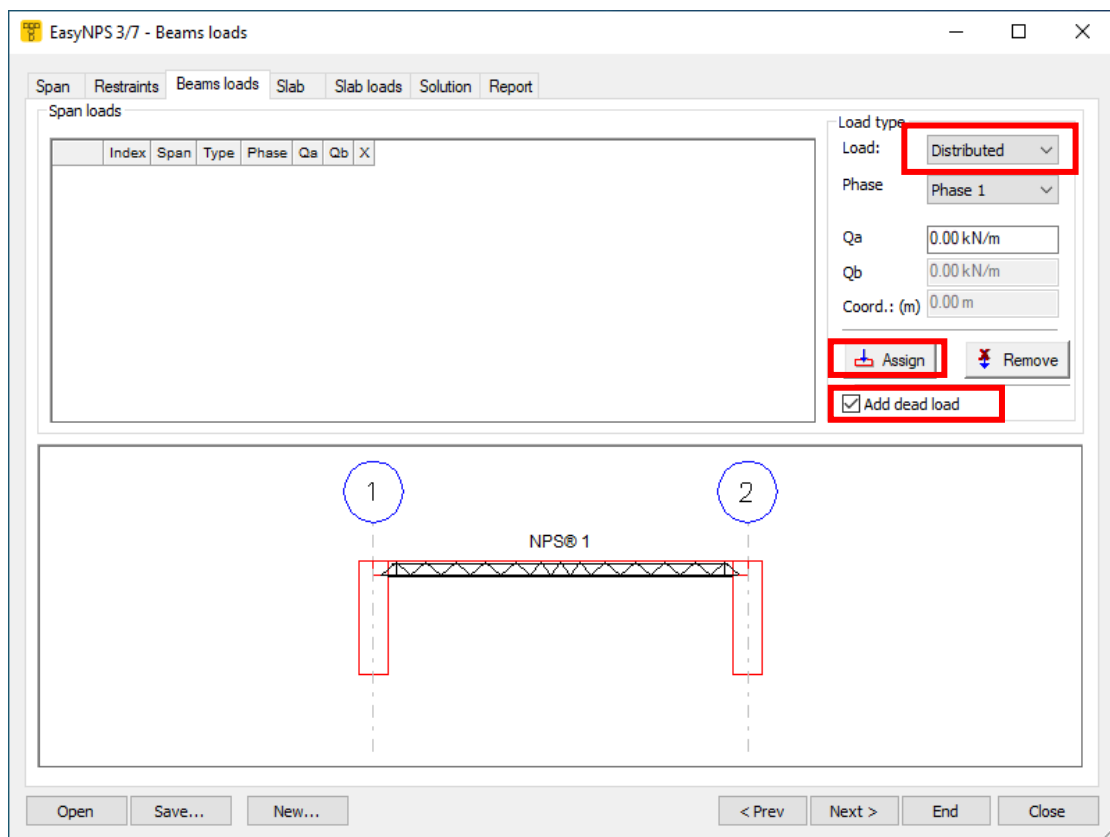 EasyNPS 3/7 - Beams loads
Span Restraints Beams loads Slab Slab loads Solution Report
Span loads
Index Span Type Phase Qa Qb X
Load type
Load: Distributed
Phase Phase 1
Qa 0.00 kN/m
Qb 0.00 kN/m
Coord.: (m) 0.00 m
Assign Remove
Add dead load
1 2
NPS® 1
Open Save... New... < Prev Next > End Close